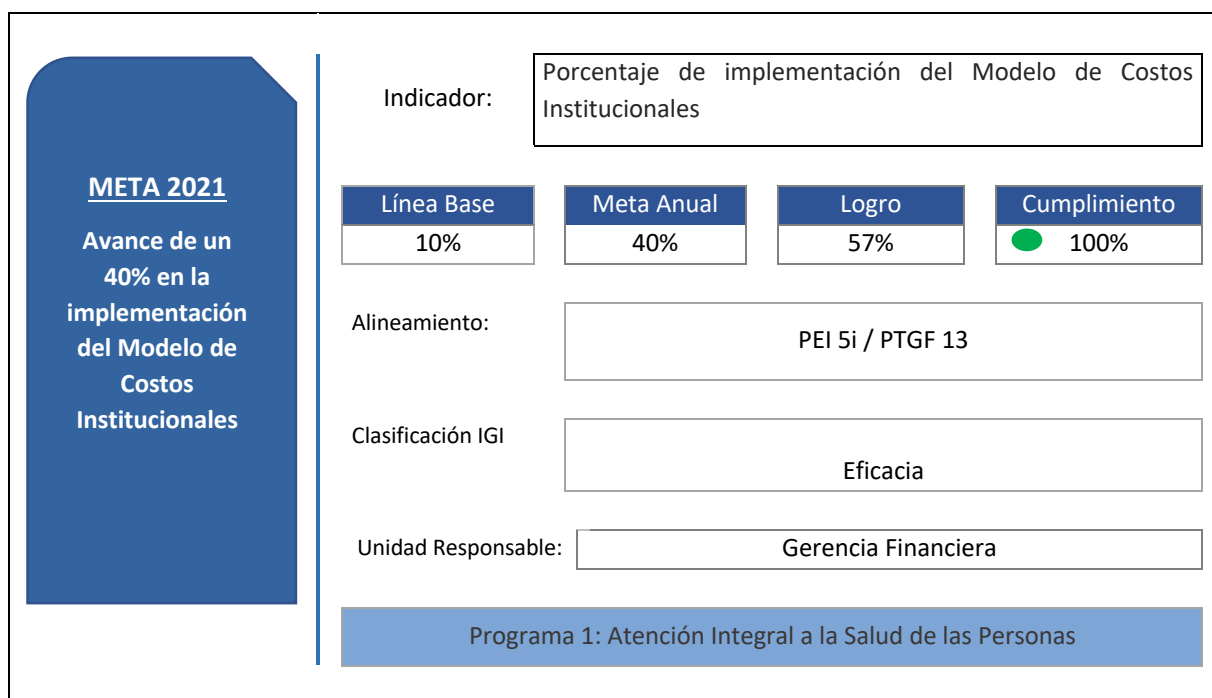 META 2021
Avance de un
40% en la
implementación
del Modelo de
Costos
Institucionales
Indicador:
Porcentaje de implementación del Modelo de Costos
Institucionales
Línea Base
Meta Anual
Logro
Cumplimiento
10%
40%
57%
100%
Alineamiento:
PEI 5i / PTGF 13
Clasificación IGI
Eficacia
Unidad Responsable:
Gerencia Financiera
Programa 1: Atención Integral a la Salud de las Personas